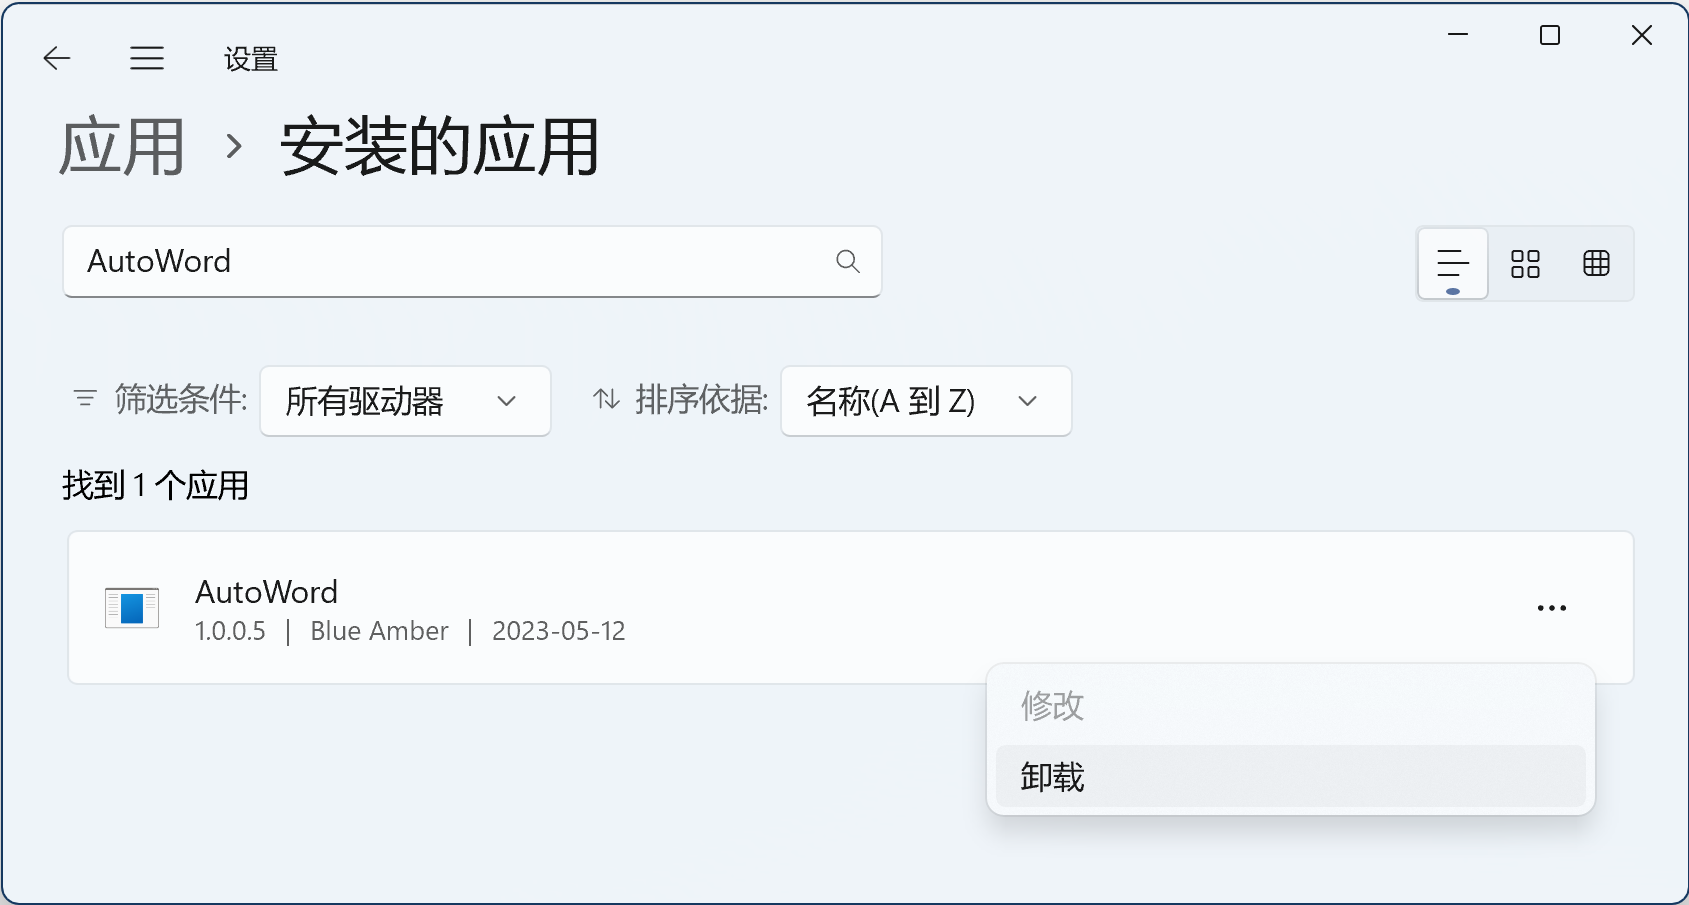 设置
应用 › 安装的应用
AutoWord
筛选条件: 所有驱动器 排序依据: 名称(A 到 Z)
找到 1 个应用
AutoWord
1.0.0.5 | Blue Amber | 2023-05-12
修改
卸载